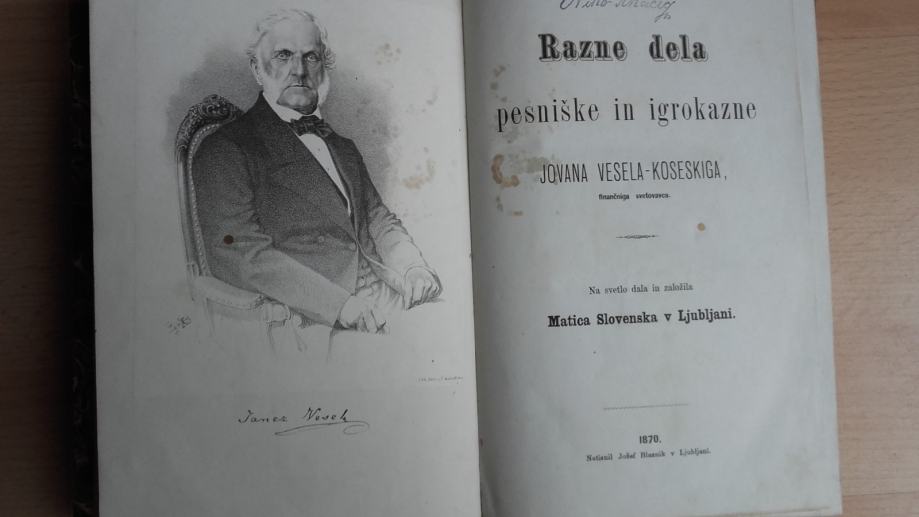 Janez Vesel
Razne dela
pesniške in igrokazne
JOVANA VESELA-KOSESKIGA,
finančniga svetovavca.
Na svetlo dala in založila
Matica Slovenska v Ljubljani.
1870.
Natisnil Jožef Blaznik v Ljubljani.